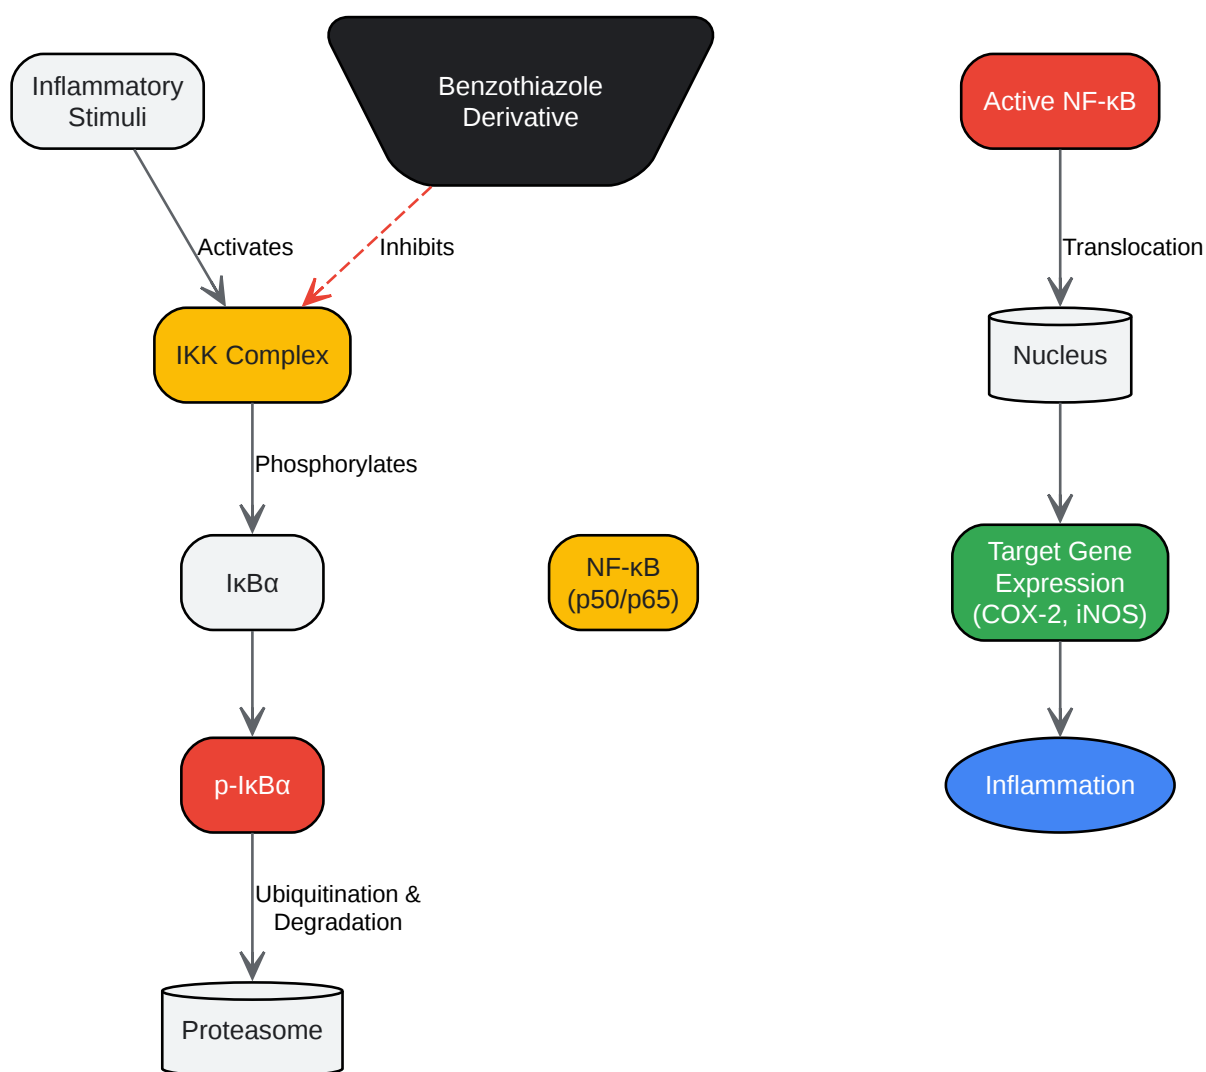 Inflammatory
Stimuli
Benzothiazole
Derivative
Active NF-κB
Activates
Inhibits
Translocation
IKK Complex
Nucleus
Phosphorylates
IκBα
NF-κB
(p50/p65)
Target Gene
Expression
(COX-2, iNOS)
p-IκBα
Inflammation
Ubiquitination &
Degradation
Proteasome